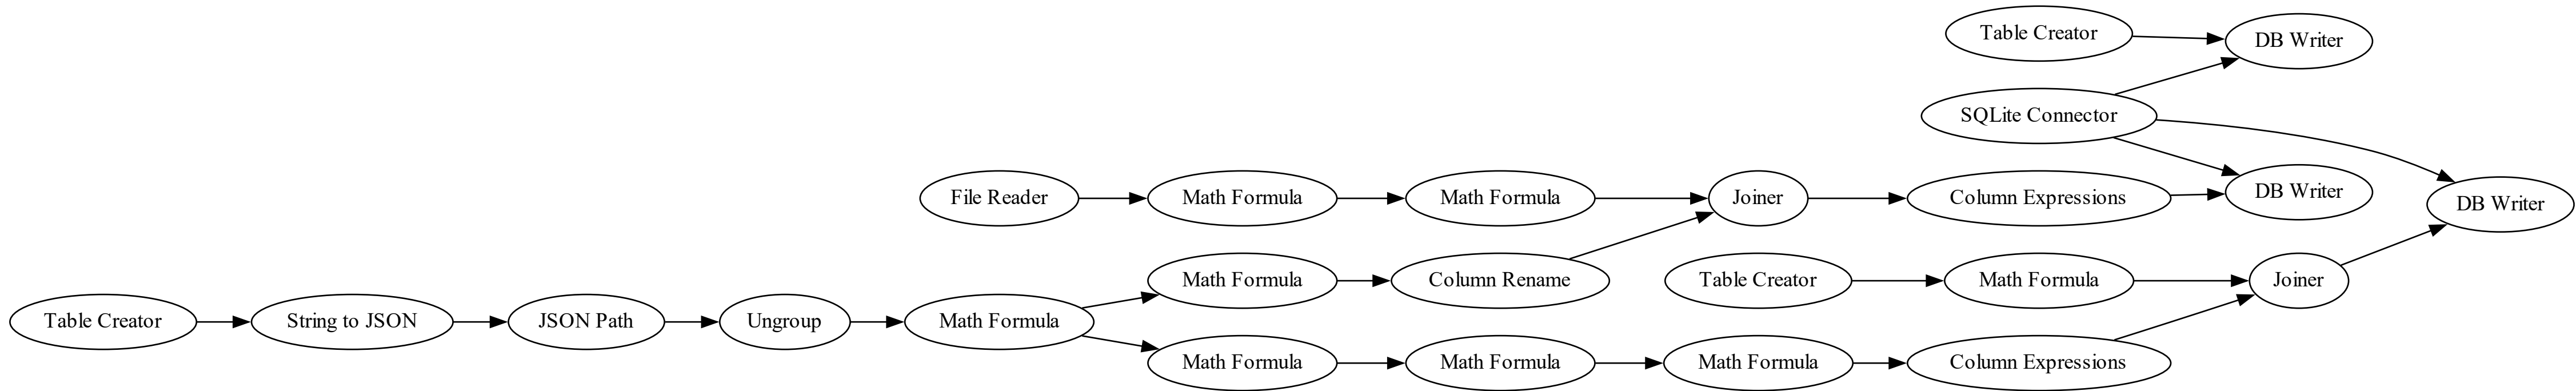 Table Creator
DB Writer
SQLite Connector
File Reader
Math Formula
Math Formula
Joiner
Column Expressions
DB Writer
DB Writer
Math Formula
Column Rename
Table Creator
Math Formula
Joiner
Table Creator
String to JSON
JSON Path
Ungroup
Math Formula
Math Formula
Math Formula
Math Formula
Column Expressions